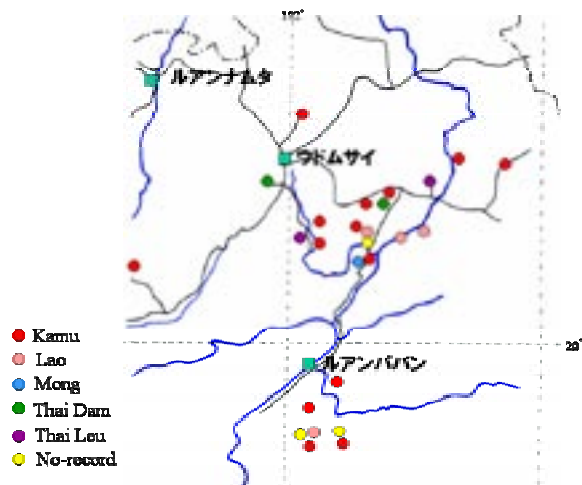 102°
ルアンナムタ
ウドムサイ
20°
ルアンパバン
Kamu
Lao
Mong
Thai Dam
Thai Leu
No-record